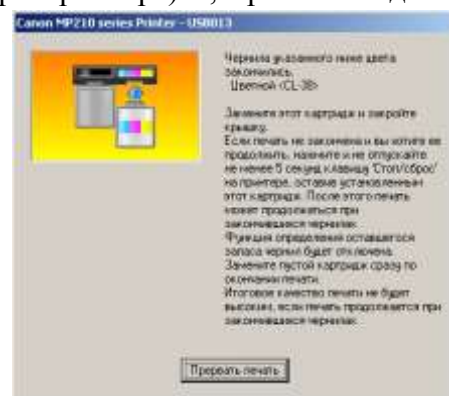 Canon MP210 series Printer - USB013
Чернила указанного ниже цвета
закончились.
Цветной <CL-38>
Замените этот картридж и закройте
крышку.
Если печать не закончена и вы хотите ее
продолжить, нажмите и не отпускайте
не менее 5 секунд клавишу 'Стоп/сброс'
на принтере, оставив установленным
этот картридж. После этого печать
может продолжаться при
закончившихся чернилах.
Функция определения оставшегося
запаса чернил будет отключена.
Замените пустой картридж сразу по
окончании печати.
Итоговое качество печати не будет
высоким, если печать продолжается при
закончившихся чернилах.
Прервать печать